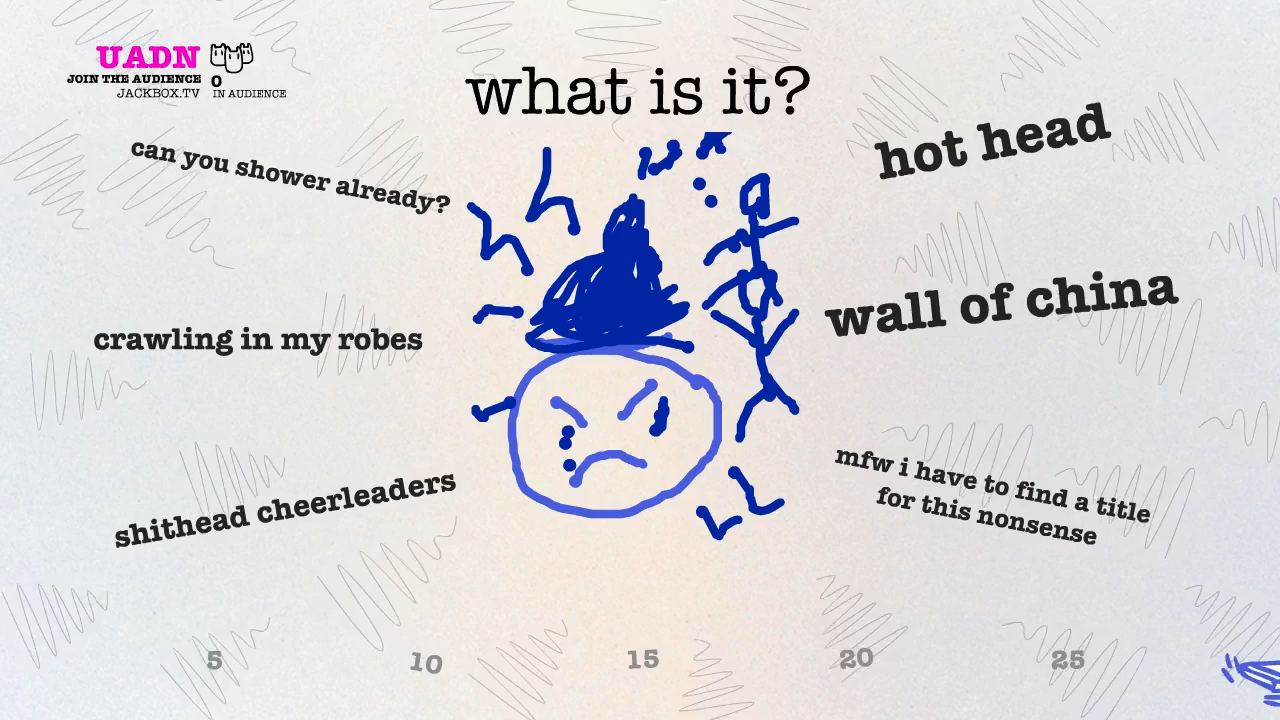 UADN
JOIN THE AUDIENCE
JACKBOX.TV
0
IN AUDIENCE
what is it?
can you shower already?
hot head
crawling in my robes
wall of china
shithead cheerleaders
mfw i have to find a title
for this nonsense
5
10
15
20
25